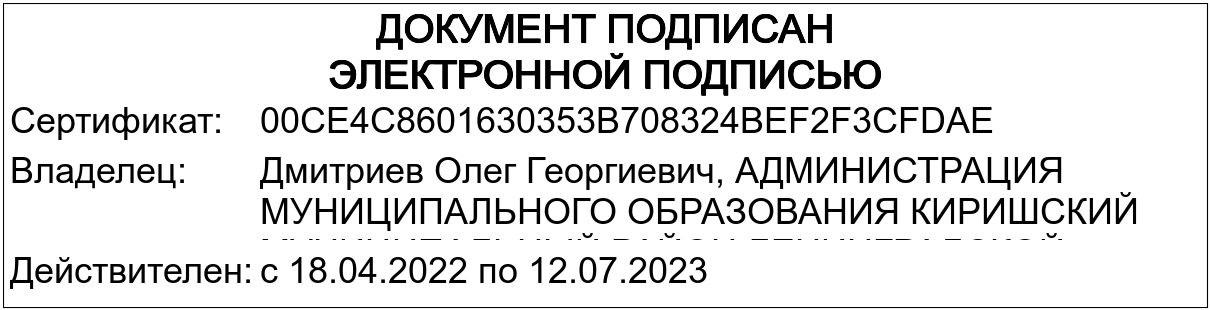 ДОКУМЕНТ ПОДПИСАН
ЭЛЕКТРОННОЙ ПОДПИСЬЮ
Сертификат: 00CE4C8601630353B708324BEF2F3CFDAE
Владелец: Дмитриев Олег Георгиевич, АДМИНИСТРАЦИЯ
МУНИЦИПАЛЬНОГО ОБРАЗОВАНИЯ КИРИШСКИЙ
Действителен: с 18.04.2022 по 12.07.2023